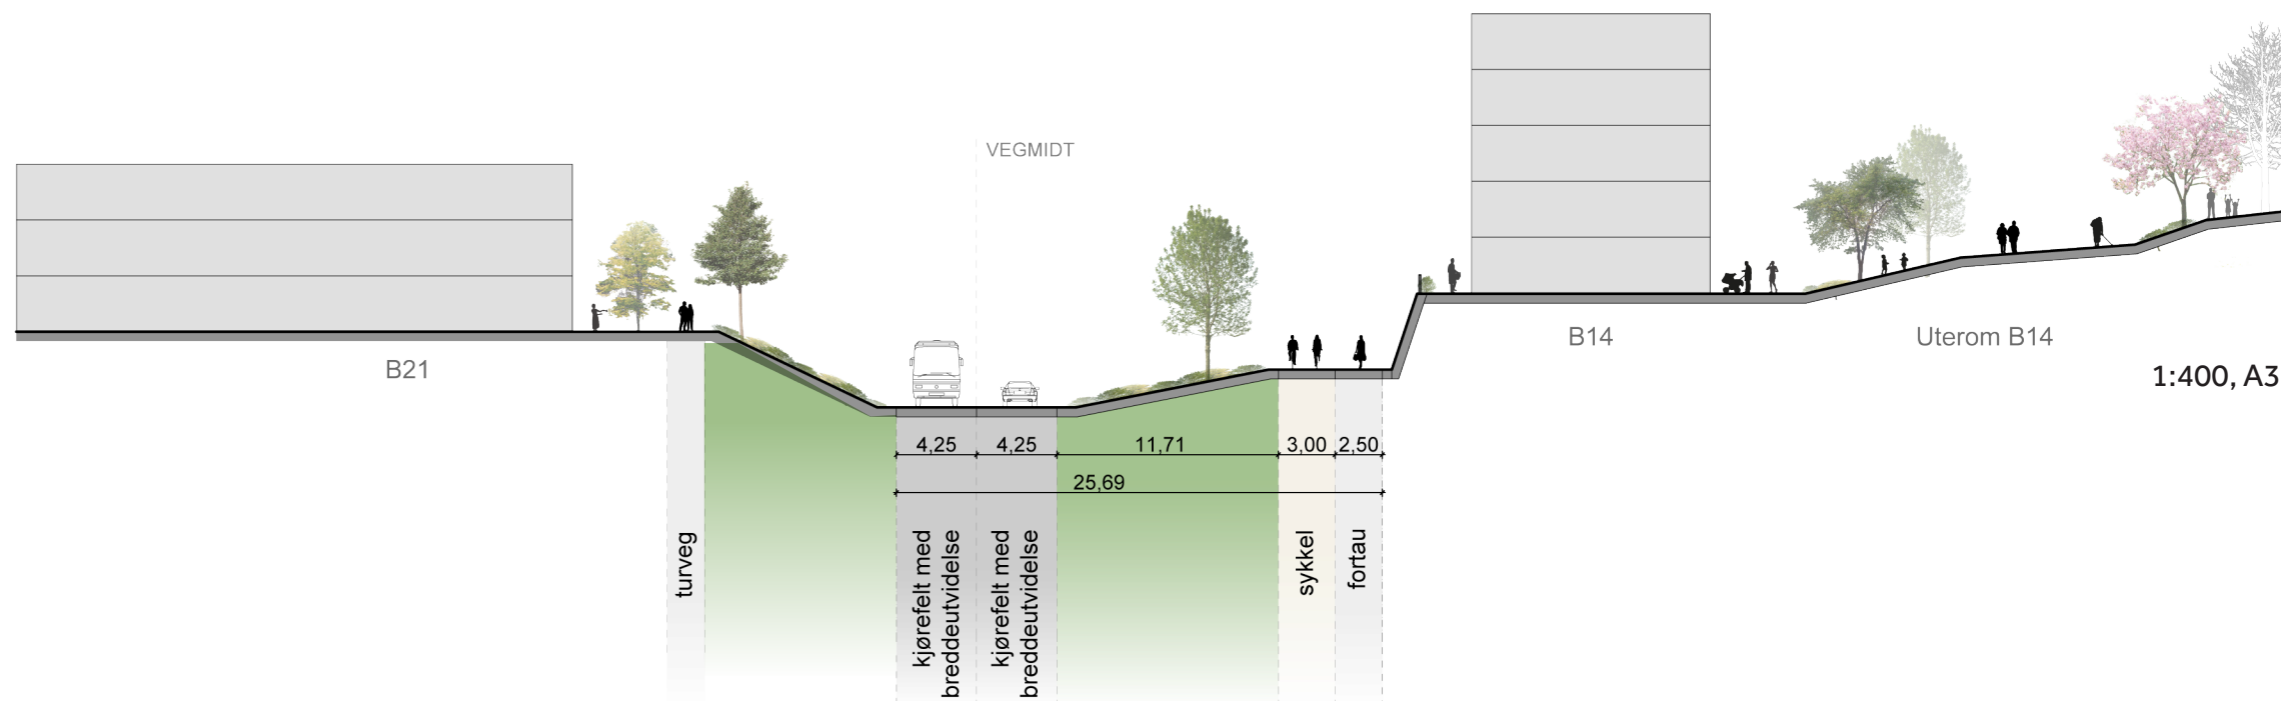 VEGMIDT
B21
B14
Uterom B14
1:400, A3
4,25
4,25
11,71
3,00
2,50
25,69
turveg
kjørefelt med
breddeutvidelse
kjørefelt med
breddeutvidelse
sykkel
fortau